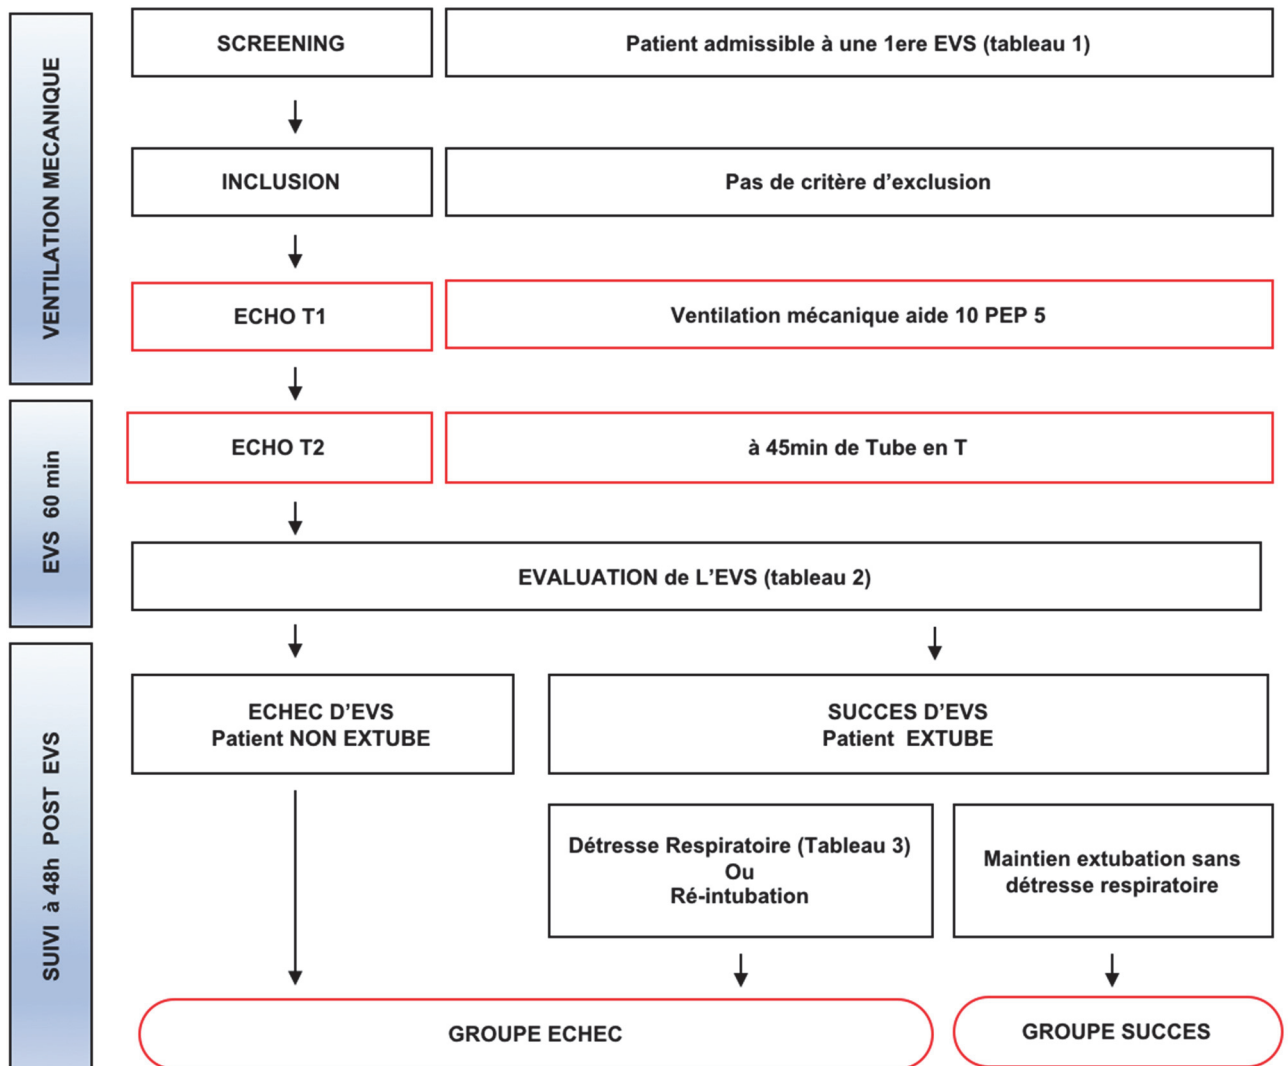 VENTILATION MECANIQUE
SCREENING
Patient admissible à une 1ere EVS (tableau 1)
INCLUSION
Pas de critère d'exclusion
ECHO T1
Ventilation mécanique aide 10 PEP 5
EVS 60 min
ECHO T2
à 45min de Tube en T
EVALUATION de L'EVS (tableau 2)
SUIVI à 48h POST EVS
ECHEC D'EVS
Patient NON EXTUBE
SUCCES D'EVS
Patient EXTUBE
Détresse Respiratoire (Tableau 3)
Ou
Ré-intubation
Maintien extubation sans
détresse respiratoire
GROUPE ECHEC
GROUPE SUCCES